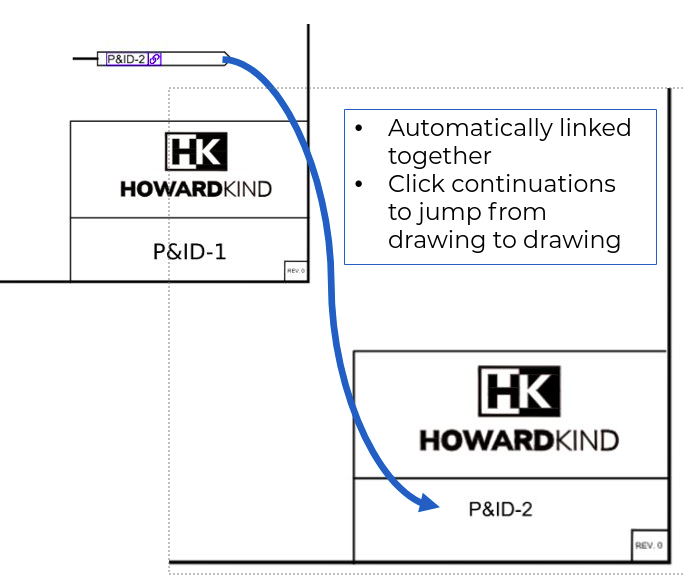 P&ID-2
HK
HOWARDKIND
P&ID-1
REV. 0
• Automatically linked
together
• Click continuations
to jump from
drawing to drawing
HK
HOWARDKIND
P&ID-2
REV. 0